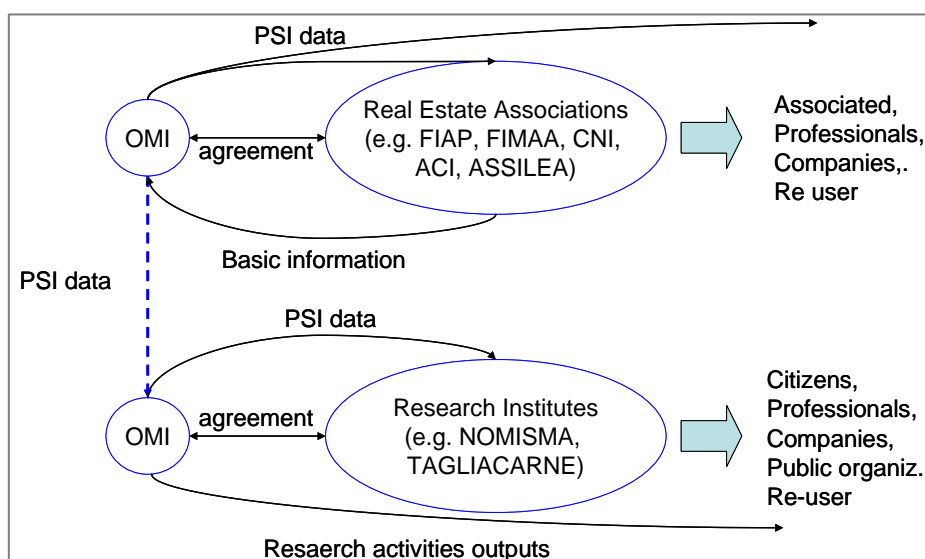 PSI data
OMI
agreement
Real Estate Associations
(e.g. FIAP, FIMAA, CNI,
ACI, ASSILEA)
Associated,
Professionals,
Companies,.
Re user
Basic information
PSI data
PSI data
OMI
agreement
Research Institutes
(e.g. NOMISMA,
TAGLIACARNE)
Citizens,
Professionals,
Companies,
Public organiz.
Re-user
Resaerch activities outputs